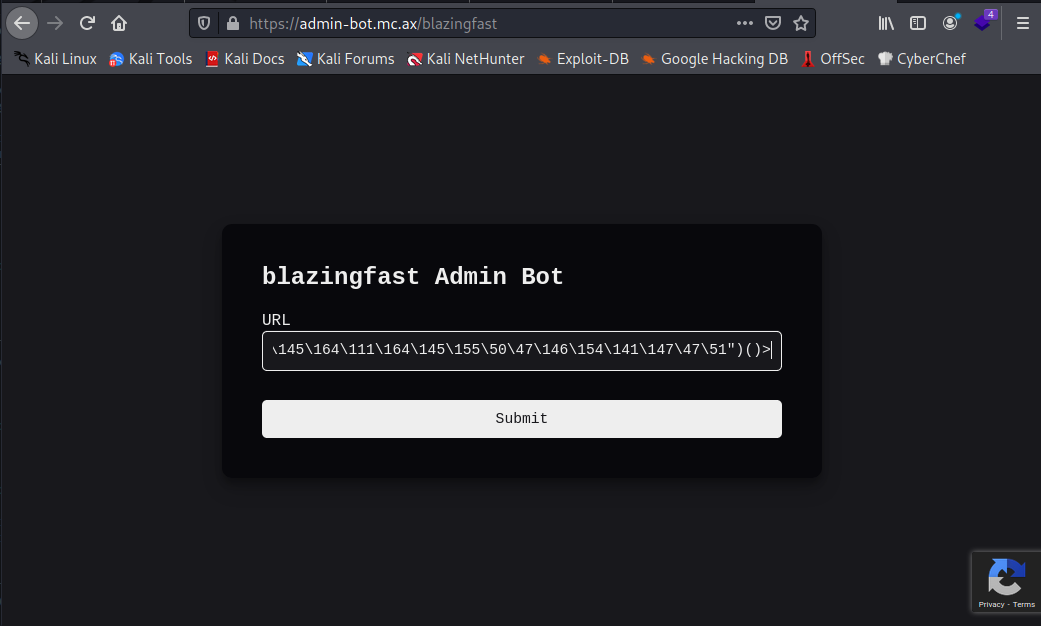 https://admin-bot.mc.ax/blazingfast
4
Kali Linux Kali Tools Kali Docs Kali Forums Kali NetHunter Exploit-DB Google Hacking DB OffSec CyberChef
blazingfast Admin Bot
URL
\145\164\111\164\145\155\50\47\146\154\141\147\47\51")()>
Submit
Privacy - Terms